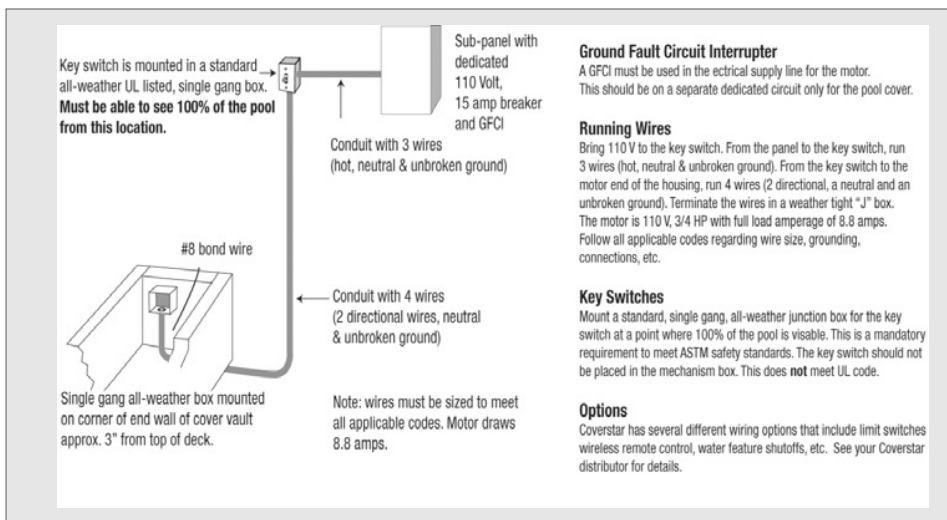 Key switch is mounted in a standard
all-weather UL listed, single gang box.
Must be able to see 100% of the pool
from this location.
Sub-panel with
dedicated
110 Volt,
15 amp breaker
and GFCI
Conduit with 3 wires
(hot, neutral & unbroken ground)
#8 bond wire
Conduit with 4 wires
(2 directional wires, neutral
& unbroken ground)
Single gang all-weather box mounted
on corner of end wall of cover vault
approx. 3" from top of deck.
Note: wires must be sized to meet
all applicable codes. Motor draws
8.8 amps.
Ground Fault Circuit Interrupter
A GFCI must be used in the ectrical supply line for the motor.
This should be on a separate dedicated circuit only for the pool cover.
Running Wires
Bring 110 V to the key switch. From the panel to the key switch, run
3 wires (hot, neutral & unbroken ground). From the key switch to the
motor end of the housing, run 4 wires (2 directional, a neutral and an
unbroken ground). Terminate the wires in a weather tight “J” box.
The motor is 110 V, 3/4 HP with full load amperage of 8.8 amps.
Follow all applicable codes regarding wire size, grounding,
connections, etc.
Key Switches
Mount a standard, single gang, all-weather junction box for the key
switch at a point where 100% of the pool is visable. This is a mandatory
requirement to meet ASTM safety standards. The key switch should not
be placed in the mechanism box. This does not meet UL code.
Options
Coverstar has several different wiring options that include limit switches
wireless remote control, water feature shutoffs, etc. See your Coverstar
distributor for details.